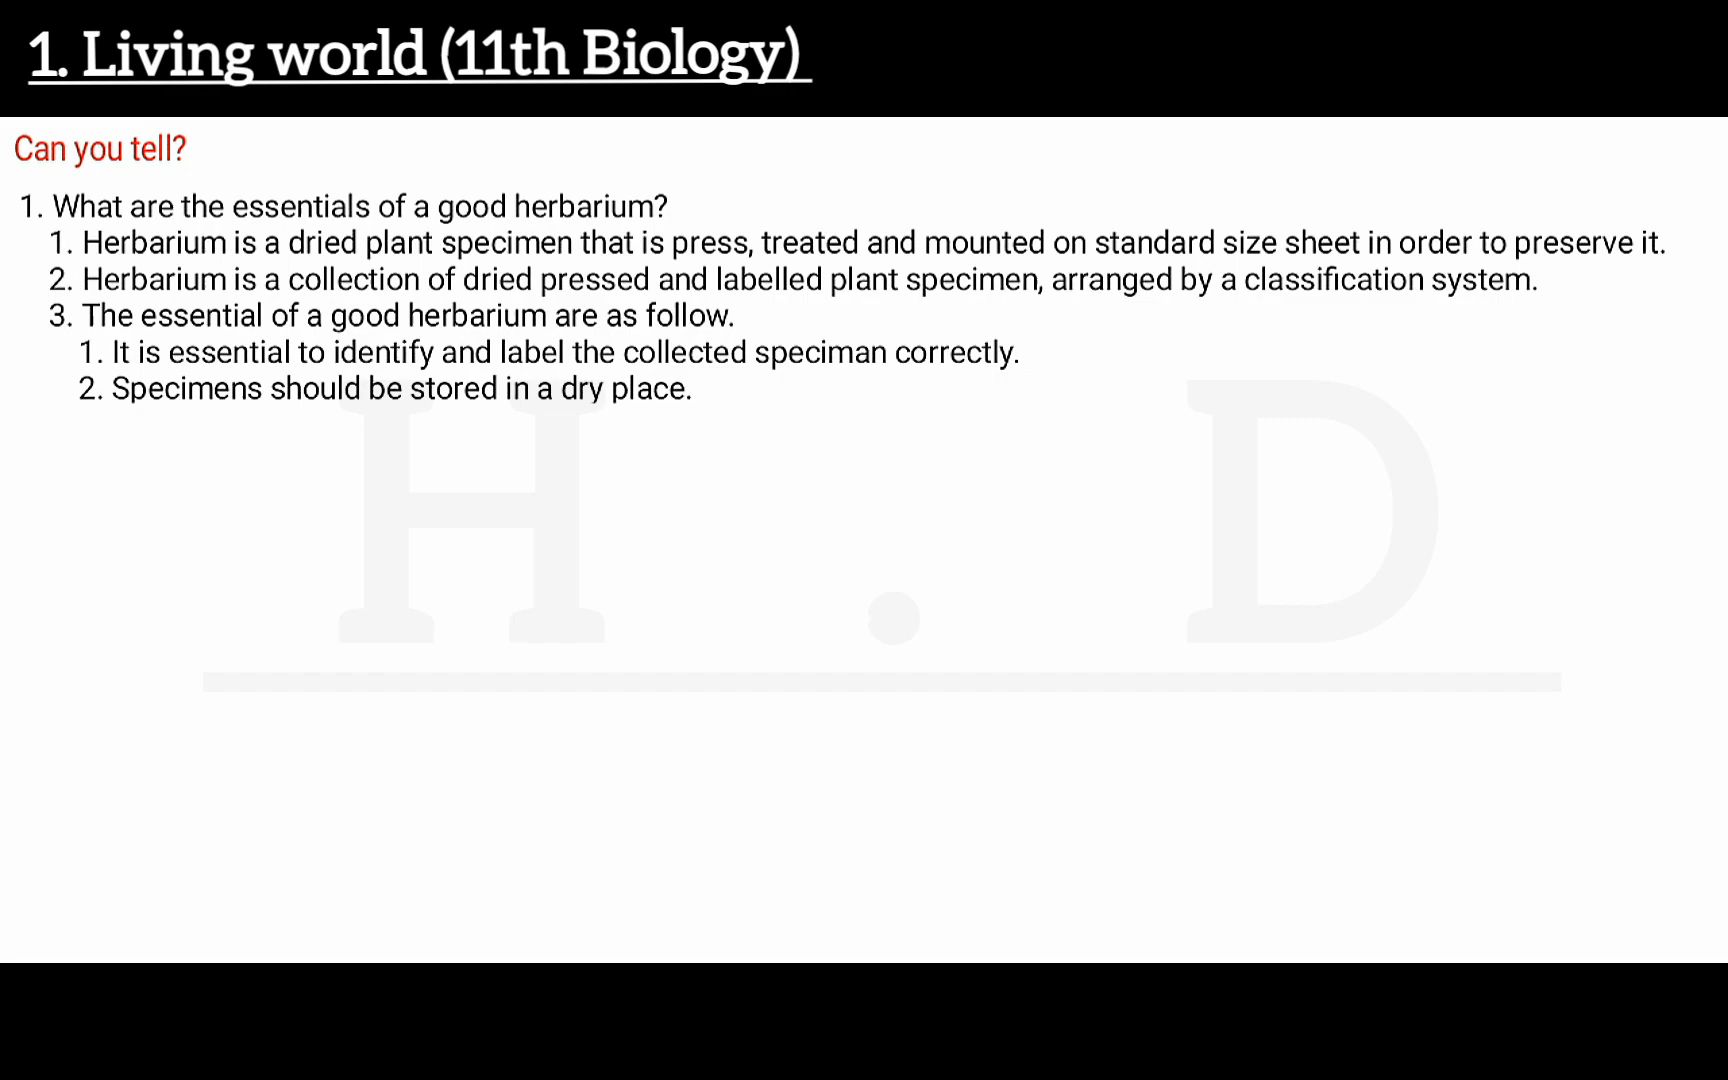 1. Living world (11th Biology)
Can you tell?
1. What are the essentials of a good herbarium?
1. Herbarium is a dried plant specimen that is press, treated and mounted on standard size sheet in order to preserve it.
2. Herbarium is a collection of dried pressed and labelled plant specimen, arranged by a classification system.
3. The essential of a good herbarium are as follow.
1. It is essential to identify and label the collected speciman correctly.
2. Specimens should be stored in a dry place.
H . D